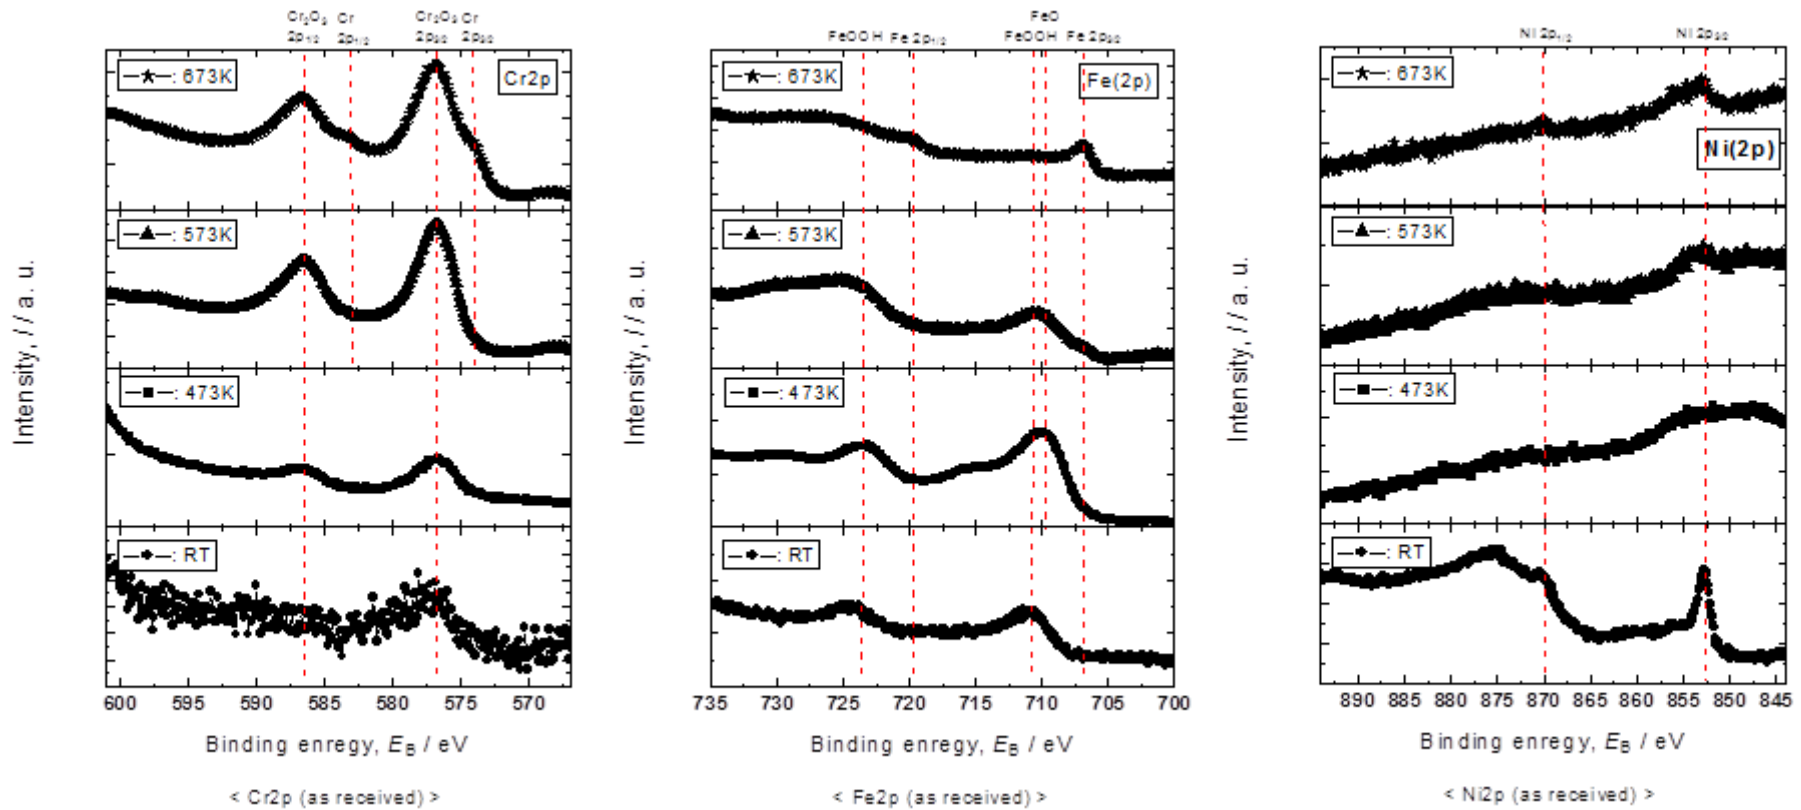 Cr₂O₃ Cr Cr₂O₃ Cr
2p₁/₂ 2p₁/₂ 2p₃/₂ 2p₃/₂
: 673K
Cr2p
: 573K
: 473K
: RT
Intensity, I / a. u.
600 595 590 585 580 575 570
Binding enregy, E_B / eV
< Cr2p (as received) >
FeO
FeOOH Fe 2p₁/₂ FeOOH Fe 2p₃/₂
: 673K
Fe(2p)
: 573K
: 473K
: RT
Intensity, I / a. u.
735 730 725 720 715 710 705 700
Binding enregy, E_B / eV
< Fe2p (as received) >
Ni 2p₁/₂ Ni 2p₃/₂
: 673K
Ni(2p)
: 573K
: 473K
: RT
Intensity, I / a. u.
890 885 880 875 870 865 860 855 850 845
Binding enregy, E_B / eV
< Ni2p (as received) >